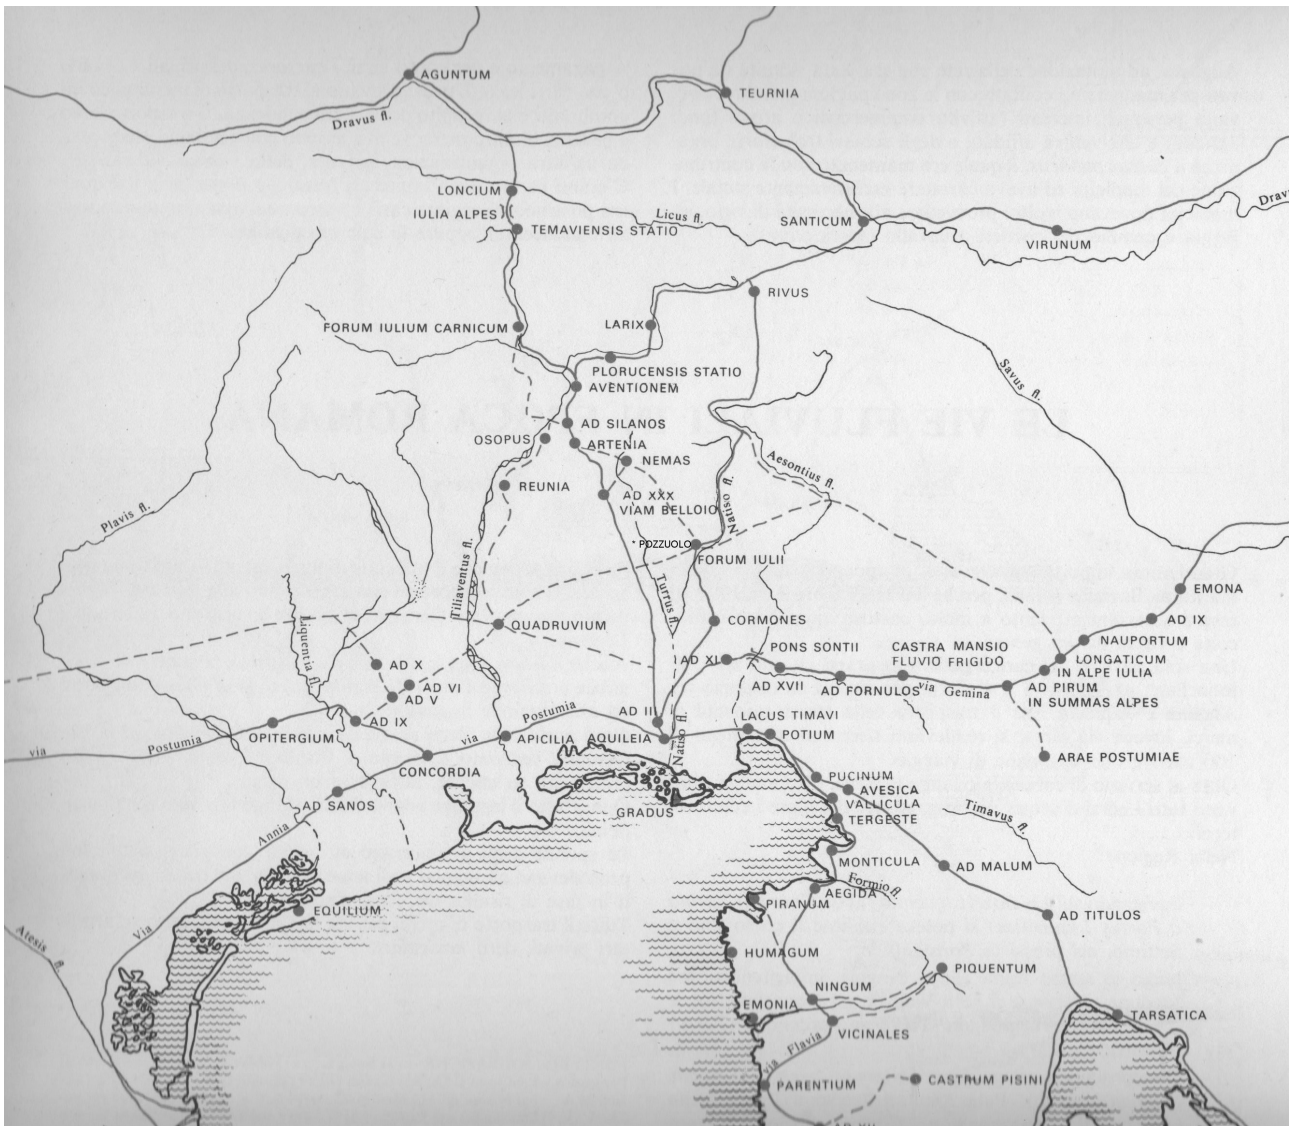 AGUNTUM
TEURNIA
Dravus fl.
Drav
LONCIUM
IULIA ALPES
TEMAVIENSIS STATIO
Licus fl.
SANTICUM
VIRUNUM
RIVUS
FORUM IULIUM CARNICUM
LARIX
PLORUCENSIS STATIO
AVENTIONEM
Savus fl.
AD SILANOS
OSOPUS
ARTENIA
NEMAS
Aesontius fl.
REUNIA
AD XXX
VIAM BELOIO
Natiso fl.
Plavis fl.
POZZUOLO
FORUM IULII
Tiliaventus fl.
Turrus fl.
EMONA
QUADRUVIUM
CORMONES
AD IX
Liquentia fl.
PONS SONTII
NAUPORTUM
AD X
AD XI
CASTRA MANSIO
FLUVIO FRIGIDO
LONGATICUM
IN ALPE IULIA
AD VI
AD V
AD XVII
AD FORNULOS
via Gemina
AD PIRUM
IN SUMMAS ALPES
AD IX
Postumia
AD III
LACUS TIMAVI
via
Postumia
OPITERGIUM
via
APICILIA
AQUILEIA
Natiso fl.
POTIUM
ARAE POSTUMIAE
CONCORDIA
PUCINUM
AVESICA
AD SANOS
VALLICULA
GRADUS
TERGESTE
Timavus fl.
Annia
MONTICULA
AD MALUM
Formio fl.
AEGIDA
PIRANUM
EQUILIUM
AD TITULOS
Via
Atesis fl.
HUMAGUM
PIQUENTUM
NINGUM
EMONIA
TARSATICA
VICINALES
via Flavia
PARENTIUM
CASTRUM PISINI
AD XII